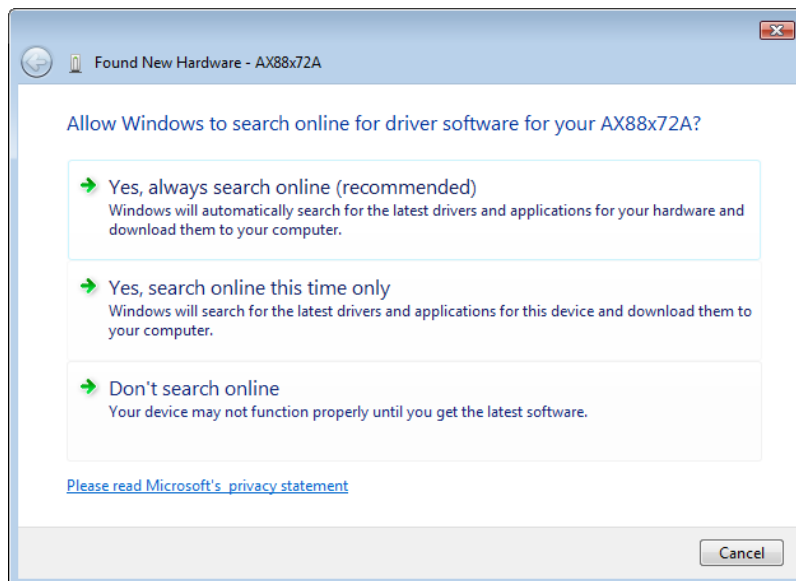 Found New Hardware - AX88x72A
Allow Windows to search online for driver software for your AX88x72A?
Yes, always search online (recommended)
Windows will automatically search for the latest drivers and applications for your hardware and
download them to your computer.
Yes, search online this time only
Windows will search for the latest drivers and applications for this device and download them to
your computer.
Don't search online
Your device may not function properly until you get the latest software.
Please read Microsoft's privacy statement
Cancel